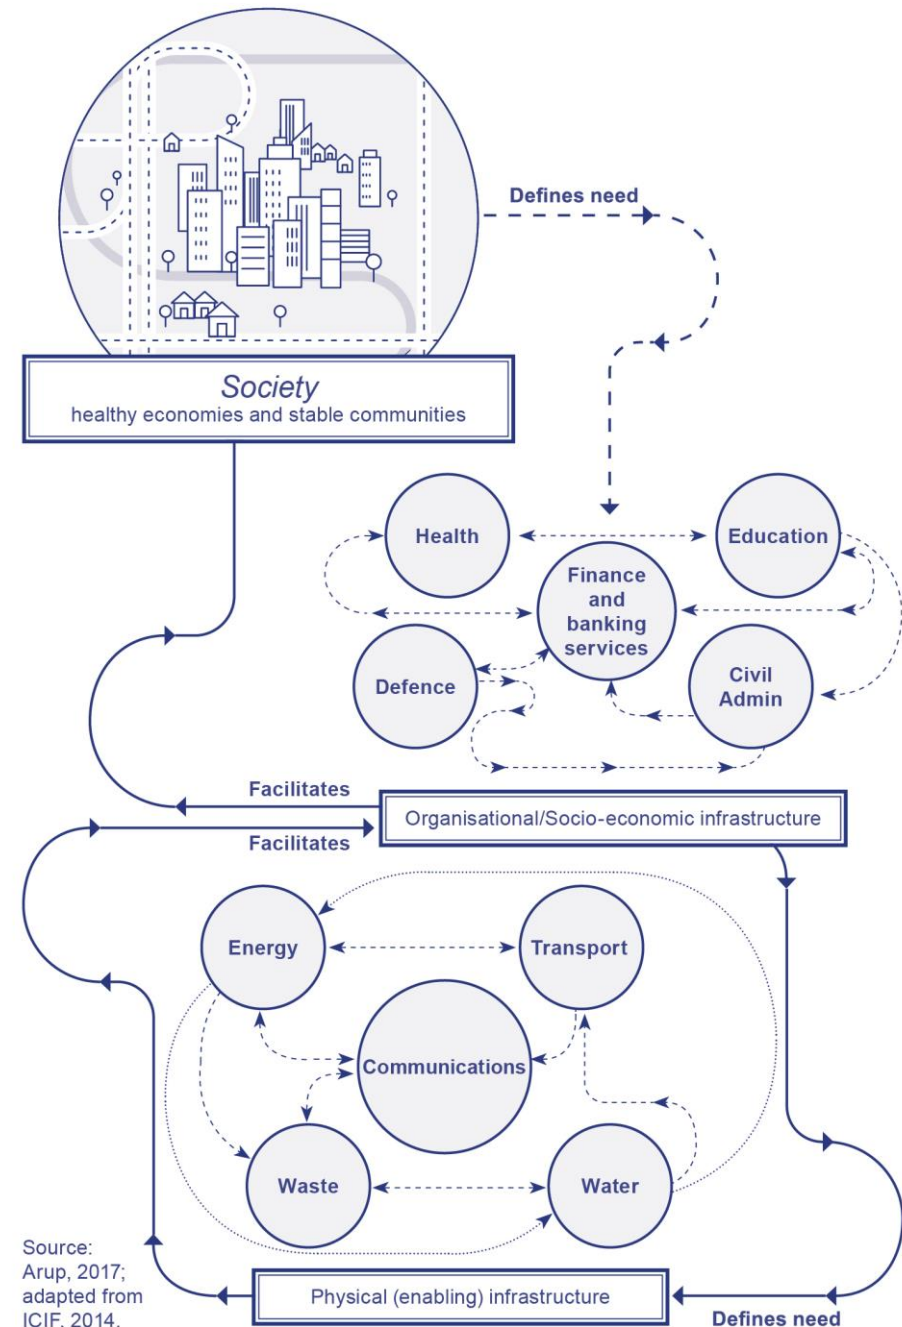 Defines need
Society
healthy economies and stable communities
Health
Education
Finance
and
banking
services
Defence
Civil
Admin
Facilitates
Organisational/Socio-economic infrastructure
Facilitates
Energy
Transport
Communications
Waste
Water
Source:
Arup, 2017;
adapted from
ICIF, 2014.
Physical (enabling) infrastructure
Defines need